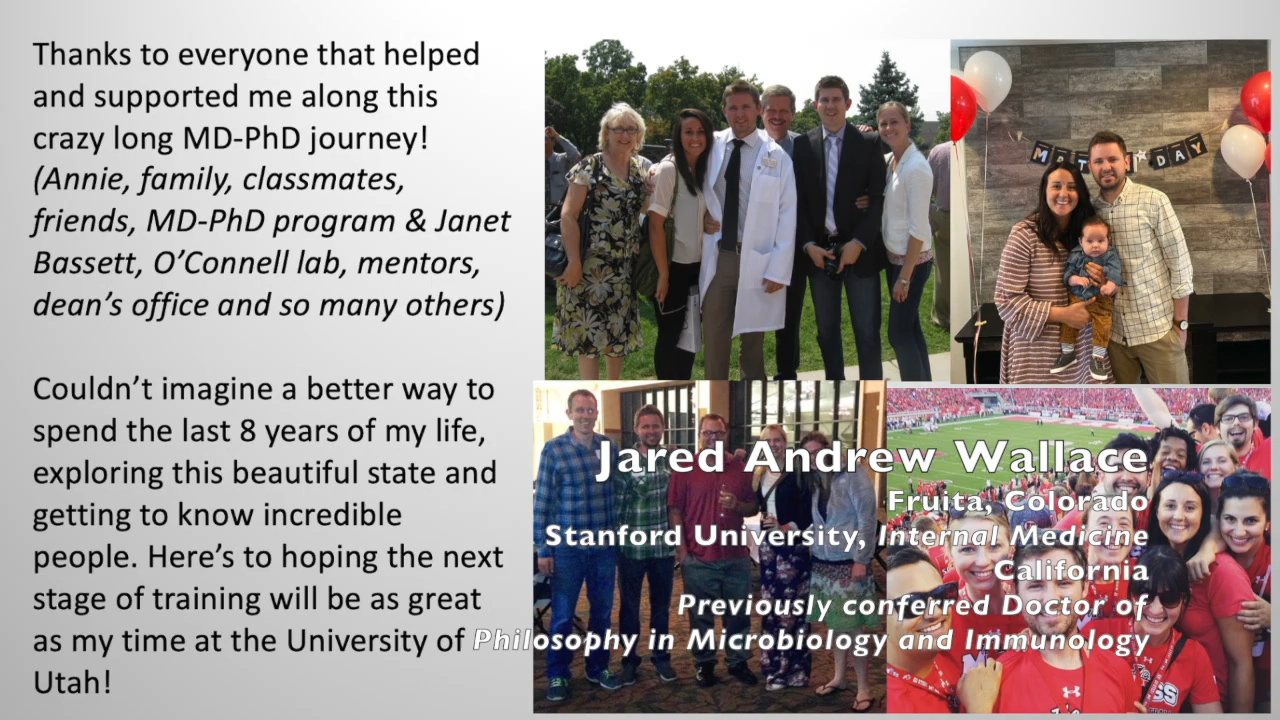 Thanks to everyone that helped
and supported me along this
crazy long MD-PhD journey!
(Annie, family, classmates,
friends, MD-PhD program & Janet
Bassett, O’Connell lab, mentors,
dean’s office and so many others)
Couldn’t imagine a better way to
spend the last 8 years of my life,
exploring this beautiful state and
getting to know incredible
people. Here’s to hoping the next
stage of training will be as great
as my time at the University of
Utah!
DAY
Jared Andrew Wallace
Fruita, Colorado
Stanford University, Internal Medicine
California
Previously conferred Doctor of
Philosophy in Microbiology and Immunology